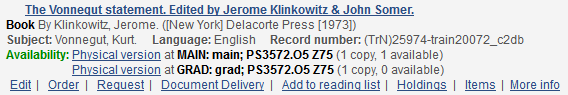 The Vonnegut statement. Edited by Jerome Klinkowitz & John Somer.
Book By Klinkowitz, Jerome. ([New York] Delacorte Press [1973])
Subject: Vonnegut, Kurt. Language: English Record number: (TrN)25974-train20072_c2db
Availability: Physical version at MAIN: main; PS3572.O5 Z75 (1 copy, 1 available)
Physical version at GRAD: grad; PS3572.O5 Z75 (1 copy, 0 available)
Edit | Order | Request | Document Delivery | Add to reading list | Holdings | Items | More info